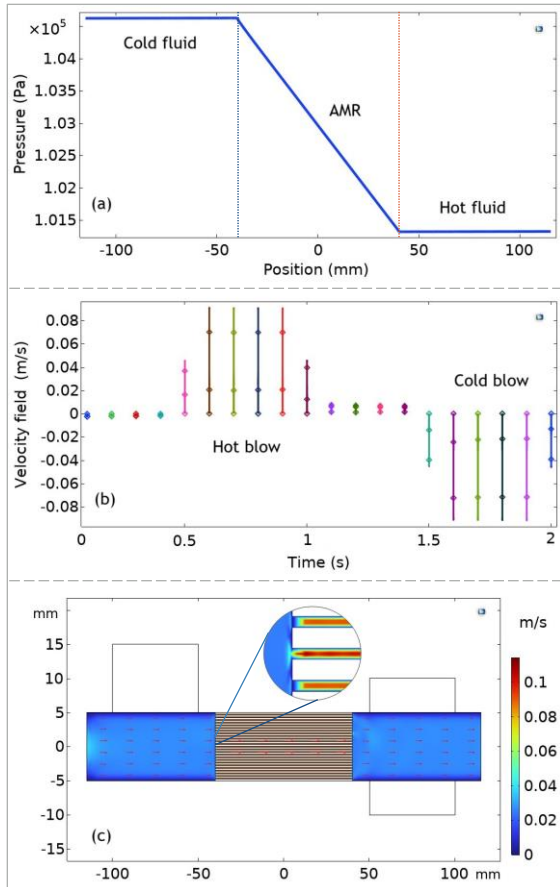 ×10⁵
1.04
1.03
1.02
1.015
Pressure (Pa)
Cold fluid
AMR
Hot fluid
(a)
-100 -50 0 50 100
Position (mm)
0.08
0.06
0.04
0.02
0
-0.02
-0.04
-0.06
-0.08
Velocity field (m/s)
Cold blow
Hot blow
(b)
0 0.5 1 1.5 2
Time (s)
mm
m/s
15
10
5
0
-5
-10
-15
0.1
0.08
0.06
0.04
0.02
0
(c)
-100 -50 0 50 100 mm